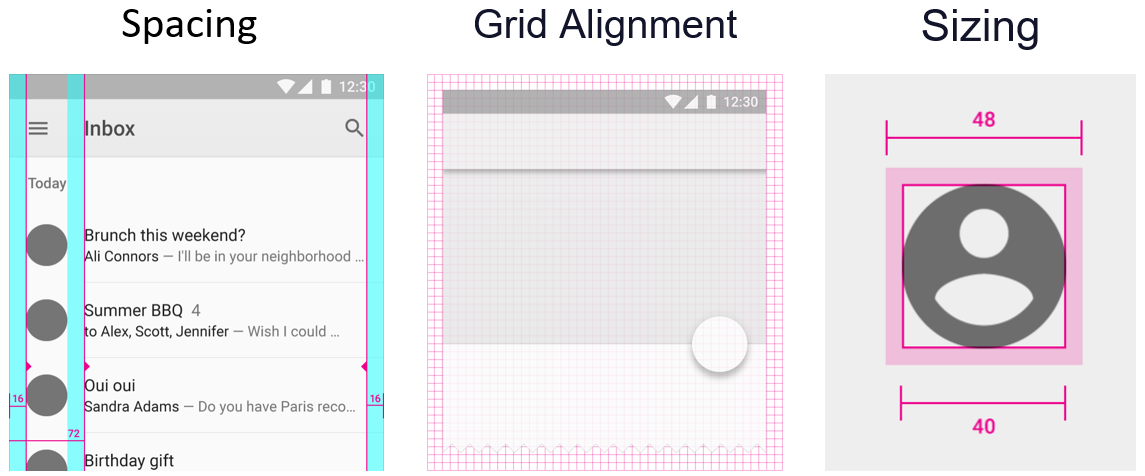 Spacing
Grid Alignment
Sizing
12:30
Inbox
Today
Brunch this weekend?
Ali Connors — I'll be in your neighborhood ...
Summer BBQ 4
to Alex, Scott, Jennifer — Wish I could ...
Oui oui
Sandra Adams — Do you have Paris reco...
16
16
72
Birthday gift
12:30
48
40